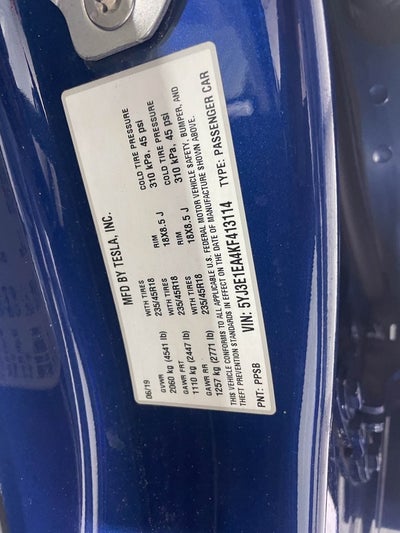 MFD BY TESLA, INC.
06/19
GVWR
2060 kg (4541 lb)
GAWR FRT WITH TIRES RIM COLD TIRE PRESSURE
1110 kg (2447 lb) 235/45R18 18X8.5 J 310 kPa, 45 psi
GAWR RR WITH TIRES RIM COLD TIRE PRESSURE
1257 kg (2771 lb) 235/45R18 18X8.5 J 310 kPa, 45 psi
THIS VEHICLE CONFORMS TO ALL APPLICABLE U.S. FEDERAL MOTOR VEHICLE SAFETY, BUMPER, AND
THEFT PREVENTION STANDARDS IN EFFECT ON THE DATE OF MANUFACTURE SHOWN ABOVE.
VIN: 5YJ3E1EA4KF413114
PNT: PPSB TYPE: PASSENGER CAR